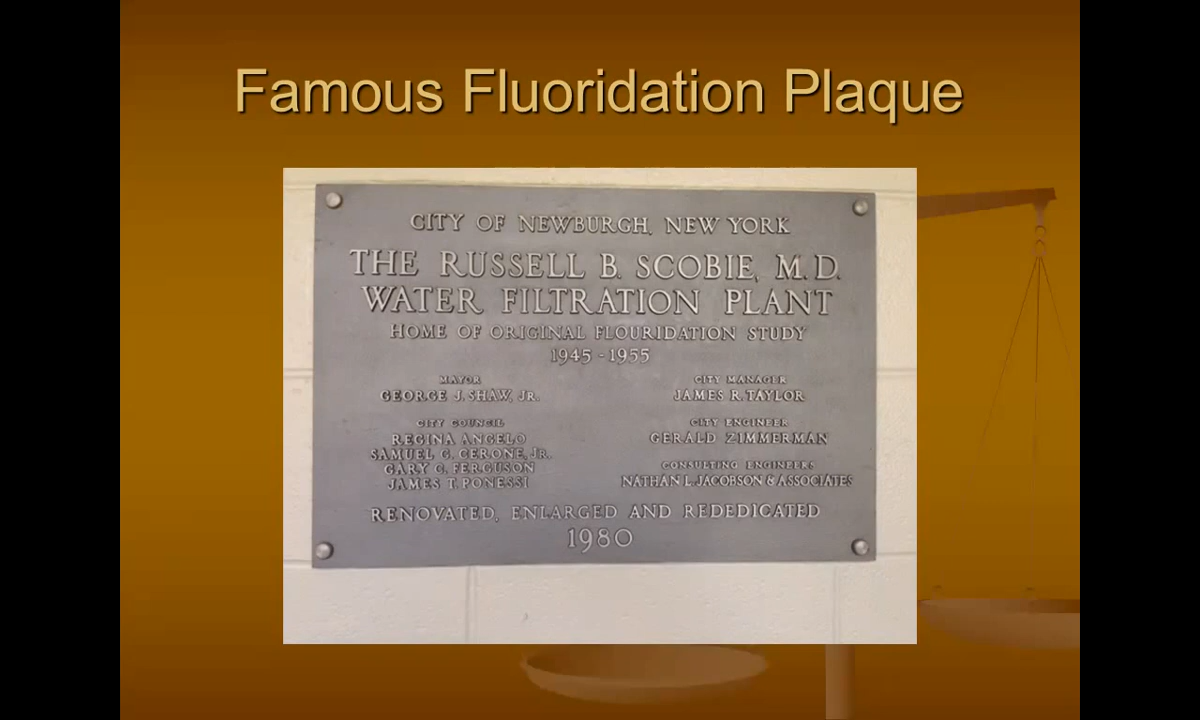 Famous Fluoridation Plaque
CITY OF NEWBURGH, NEW YORK
THE RUSSELL B. SCOBIE, M.D.
WATER FILTRATION PLANT
HOME OF ORIGINAL FLOURIDATION STUDY
1945 - 1955
MAYOR
GEORGE J. SHAW, JR.
CITY COUNCIL
REGINA ANGELO
SAMUEL G. CERONE, JR.
GARY G. FERGUSON
JAMES T. PONESSI
CITY MANAGER
JAMES R. TAYLOR
CITY ENGINEER
GERALD ZIMMERMAN
CONSULTING ENGINEERS
NATHAN L. JACOBSON & ASSOCIATES
RENOVATED, ENLARGED AND REDEDICATED
1980